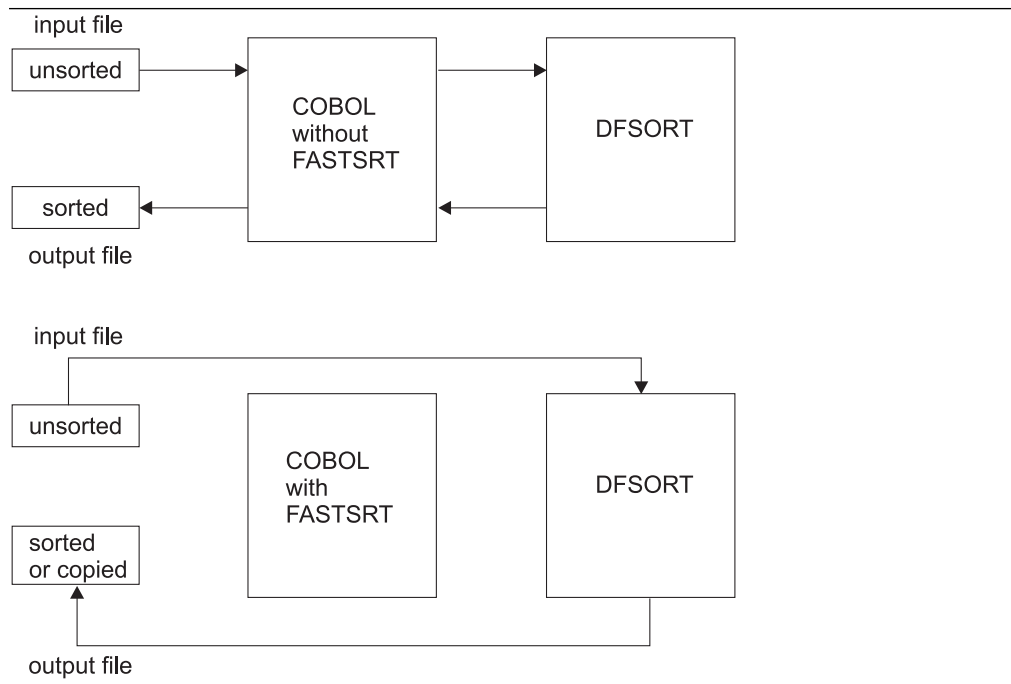 input file
unsorted
COBOL
without
FASTSRT
DFSORT
sorted
output file
input file
unsorted
COBOL
with
FASTSRT
DFSORT
sorted
or copied
output file